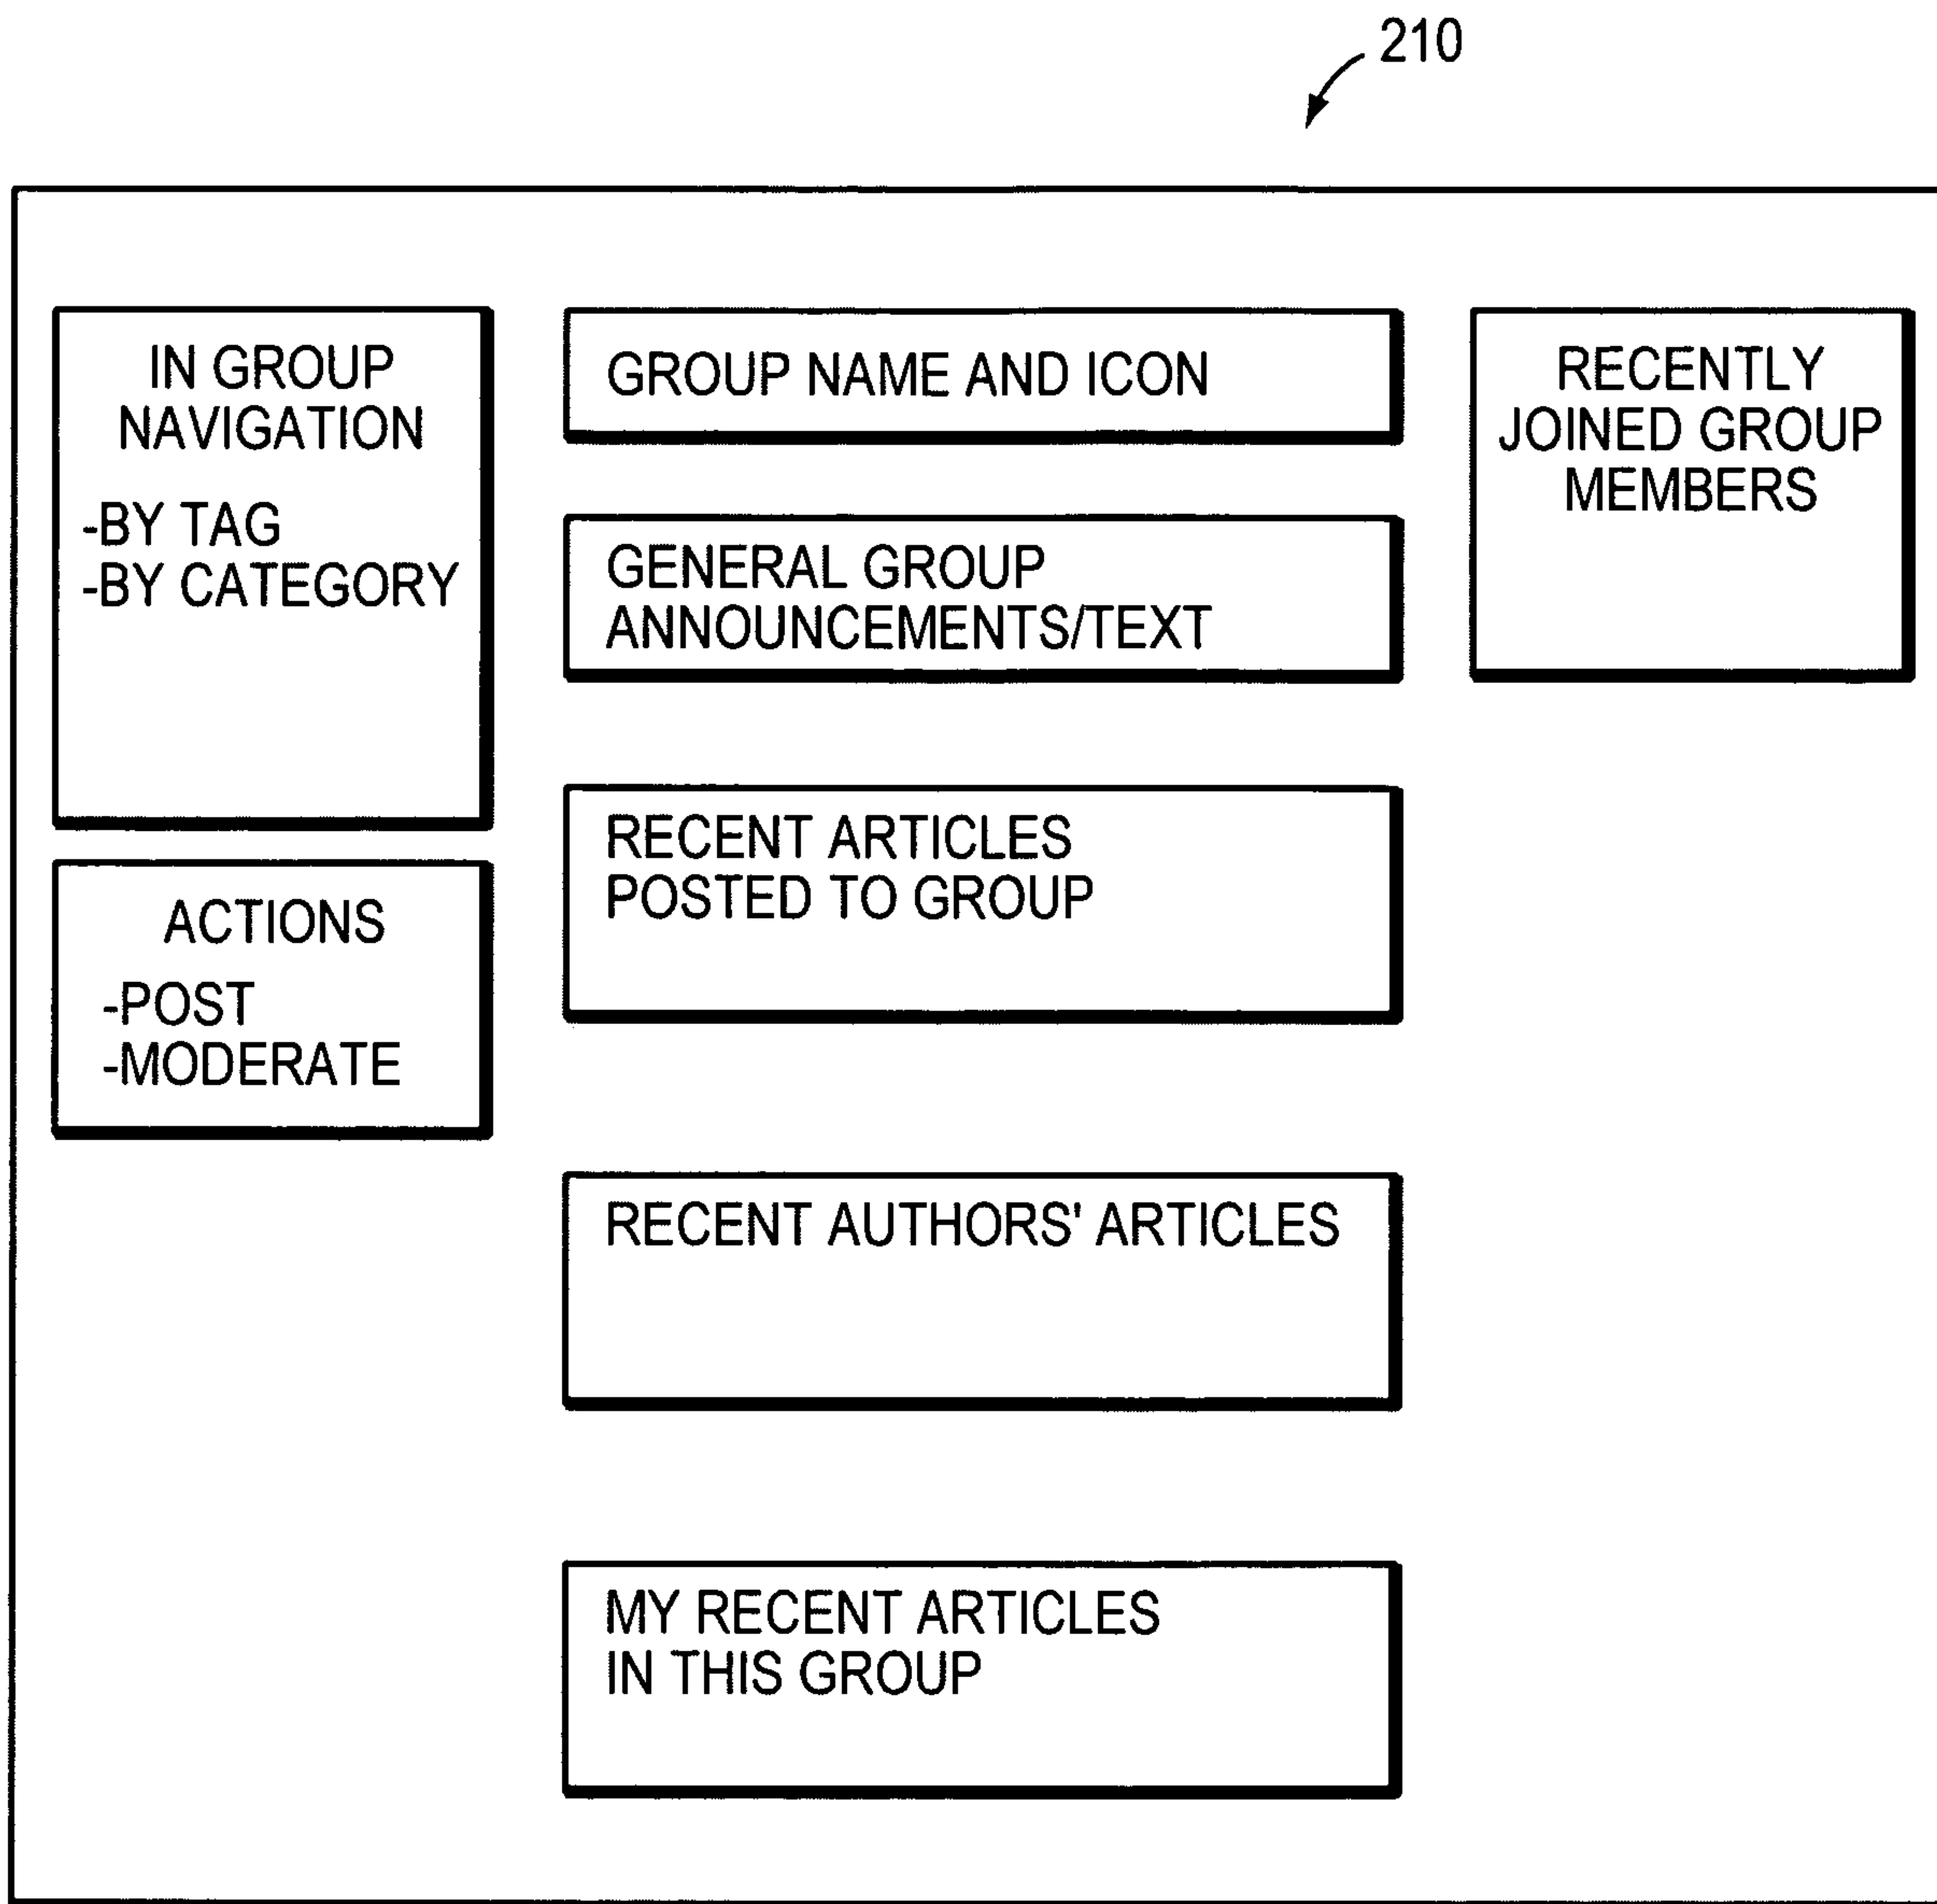 210
IN GROUP
NAVIGATION
-BY TAG
-BY CATEGORY
ACTIONS
-POST
-MODERATE
GROUP NAME AND ICON
GENERAL GROUP
ANNOUNCEMENTS/TEXT
RECENT ARTICLES
POSTED TO GROUP
RECENT AUTHORS' ARTICLES
MY RECENT ARTICLES
IN THIS GROUP
RECENTLY
JOINED GROUP
MEMBERS